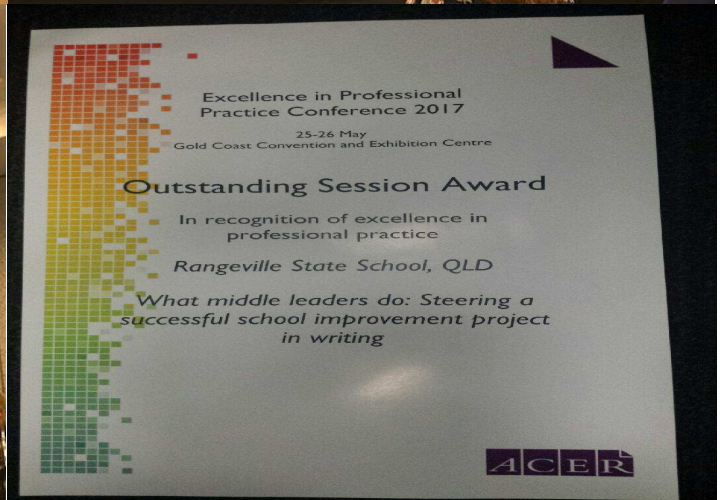 Excellence in Professional
Practice Conference 2017
25-26 May
Gold Coast Convention and Exhibition Centre
Outstanding Session Award
In recognition of excellence in
professional practice
Rangeville State School, QLD
What middle leaders do: Steering a
successful school improvement project
in writing
ACER